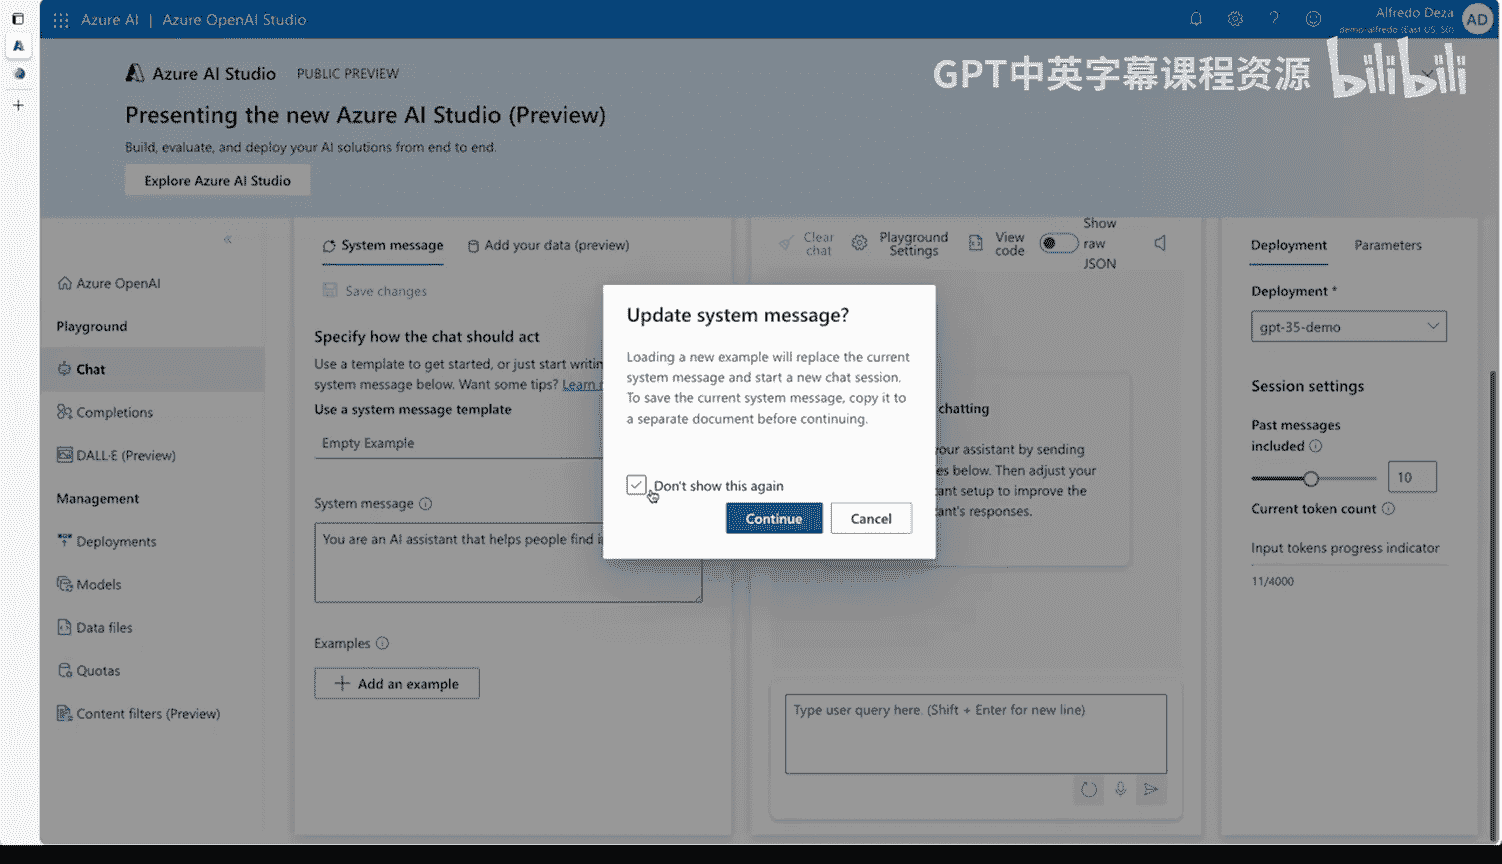 Azure AI | Azure OpenAI Studio
Alfredo Deza
AD
GPT中英字幕课程资源
bilibili
Azure AI Studio PUBLIC PREVIEW
Presenting the new Azure AI Studio (Preview)
Build, evaluate, and deploy your AI solutions from end to end.
Explore Azure AI Studio
Azure OpenAI
Playground
Chat
Completions
DALL·E (Preview)
Management
Deployments
Models
Data files
Quotas
Content filters (Preview)
System message
Add your data (preview)
Save changes
Specify how the chat should act
Use a template to get started, or just start writin
system message below. Want some tips? Learn
Use a system message template
Empty Example
System message
You are an AI assistant that helps people find i
Examples
Add an example
Clear
chat
Playground
Settings
View
code
Show
raw
JSON
Update system message?
Loading a new example will replace the current
system message and start a new chat session.
To save the current system message, copy it to
a separate document before continuing.
Don't show this again
Continue
Cancel
chatting
our assistant by sending
es below. Then adjust your
ant setup to improve the
ant's responses.
Type user query here. (Shift + Enter for new line)
Deployment
Parameters
Deployment *
gpt-35-demo
Session settings
Past messages
included
10
Current token count
Input tokens progress indicator
11/4000